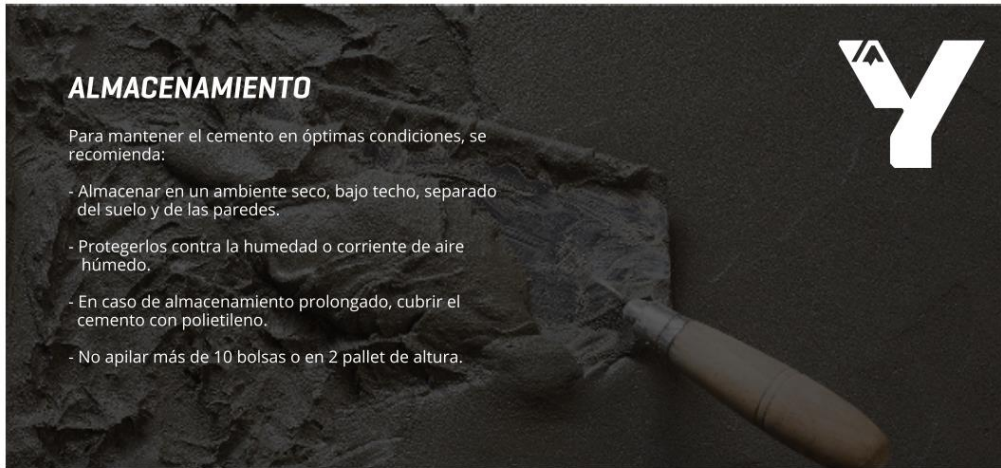 ALMACENAMIENTO
Para mantener el cemento en óptimas condiciones, se
recomienda:
- Almacenar en un ambiente seco, bajo techo, separado
del suelo y de las paredes.
- Protegerlos contra la humedad o corriente de aire
húmedo.
- En caso de almacenamiento prolongado, cubrir el
cemento con polietileno.
- No apilar más de 10 bolsas o en 2 pallet de altura.
Y